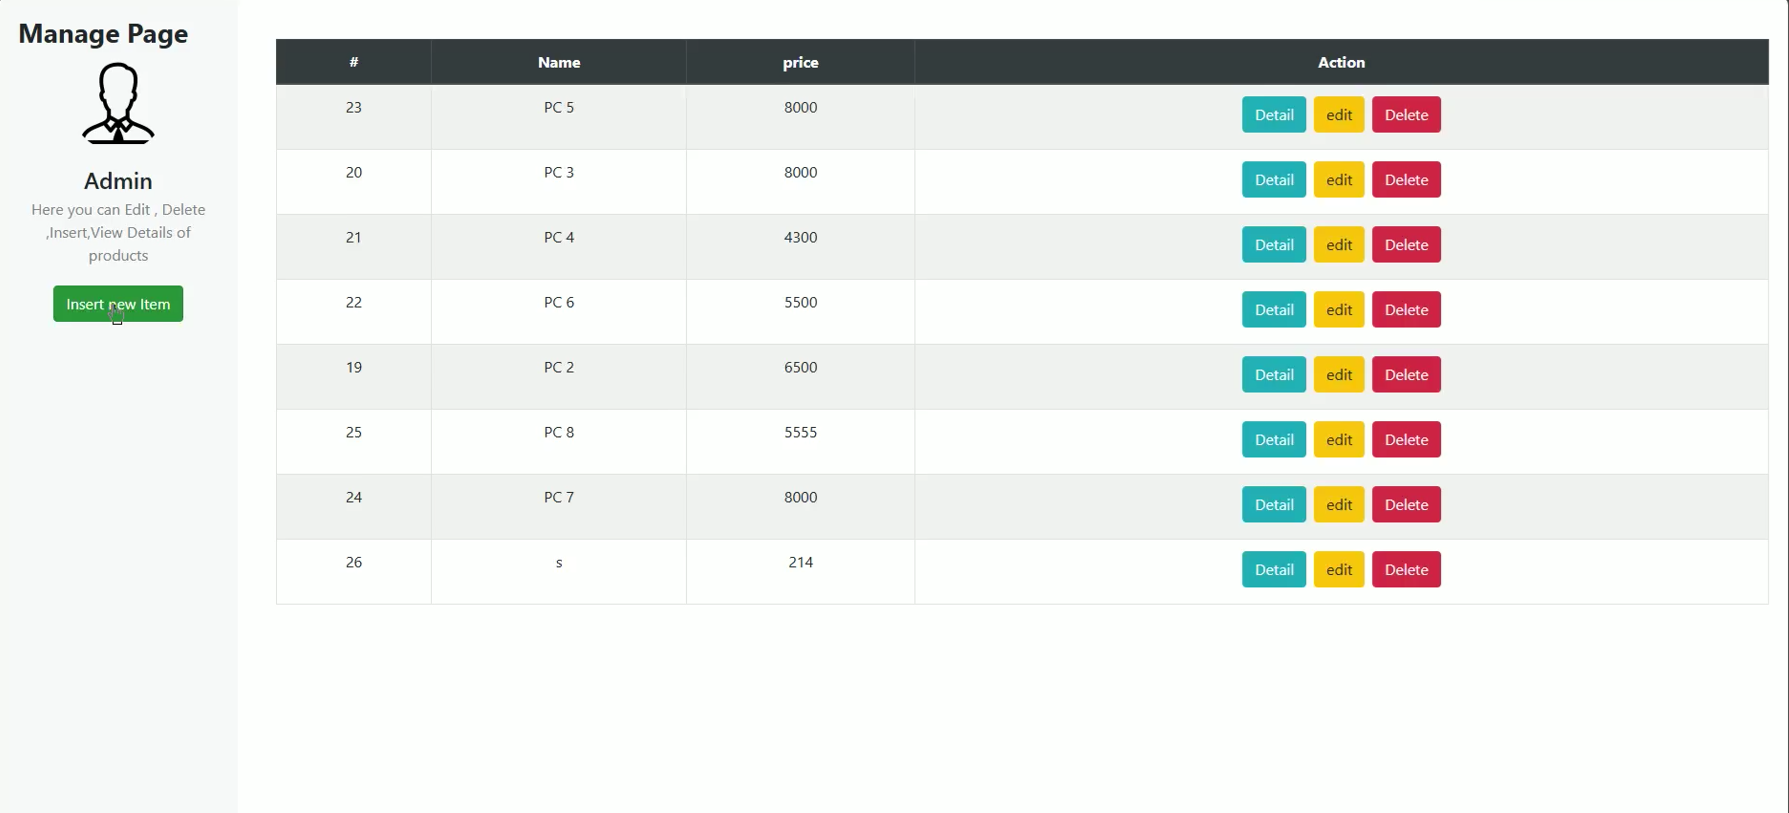 Manage Page
Admin
Here you can Edit , Delete
,Insert,View Details of
products
Insert new Item
# Name price Action
23 PC 5 8000 Detail edit Delete
20 PC 3 8000 Detail edit Delete
21 PC 4 4300 Detail edit Delete
22 PC 6 5500 Detail edit Delete
19 PC 2 6500 Detail edit Delete
25 PC 8 5555 Detail edit Delete
24 PC 7 8000 Detail edit Delete
26 s 214 Detail edit Delete